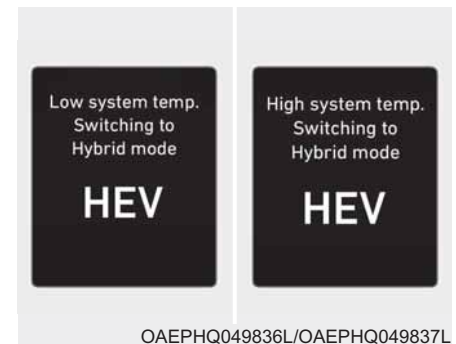 Low system temp.
Switching to
Hybrid mode
HEV
High system temp.
Switching to
Hybrid mode
HEV
OAEPHQ049836L/OAEPHQ049837L